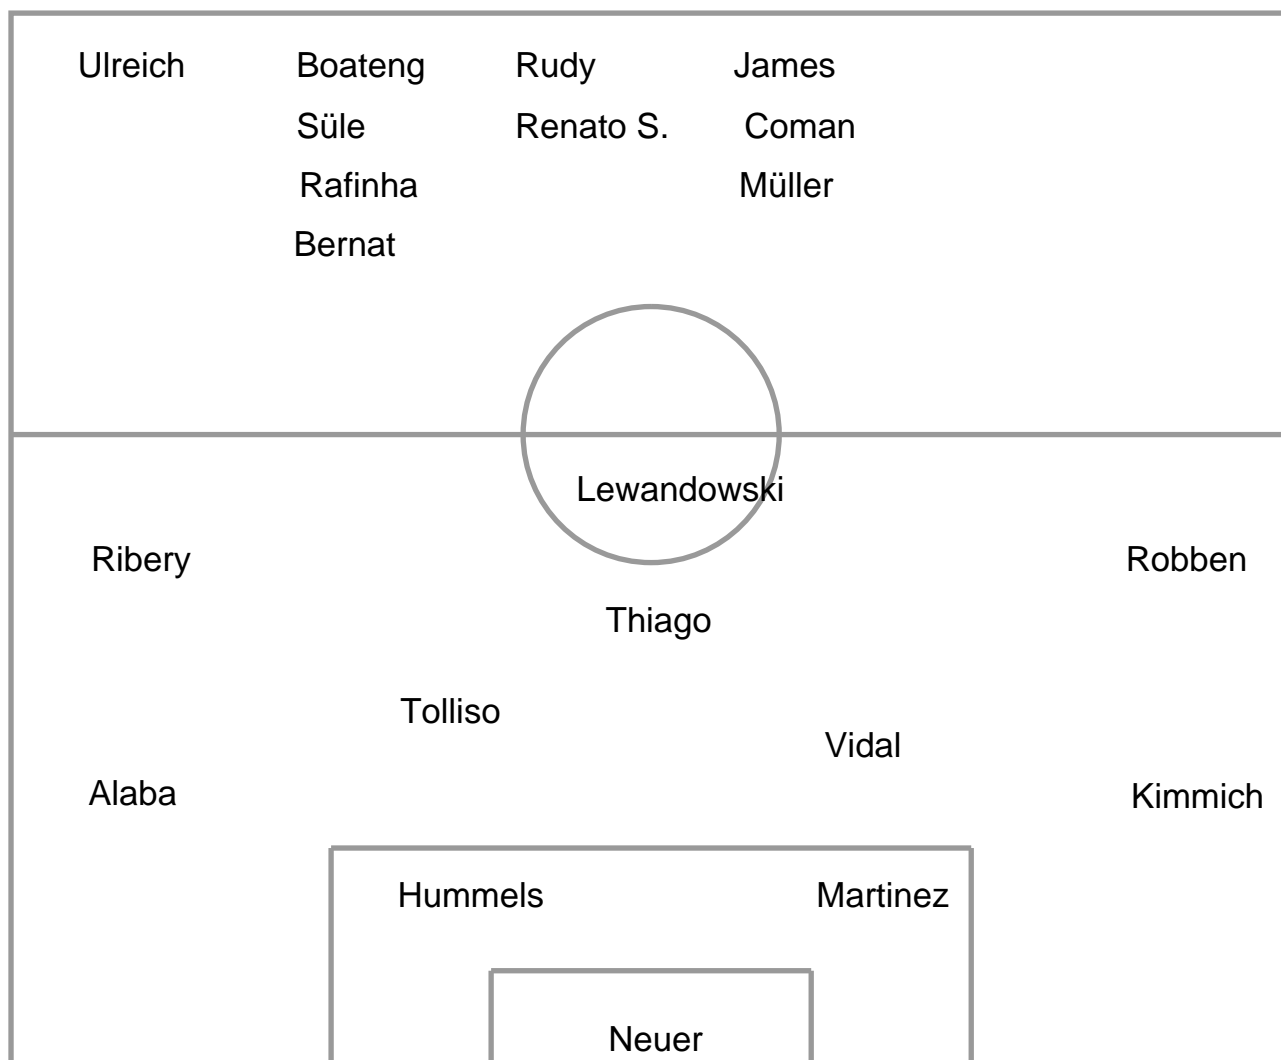 Ulreich Boateng Rudy James
Süle Renato S. Coman
Rafinha Müller
Bernat
Lewandowski
Ribery Robben
Thiago
Tolliso
Vidal
Alaba Kimmich
Hummels Martinez
Neuer